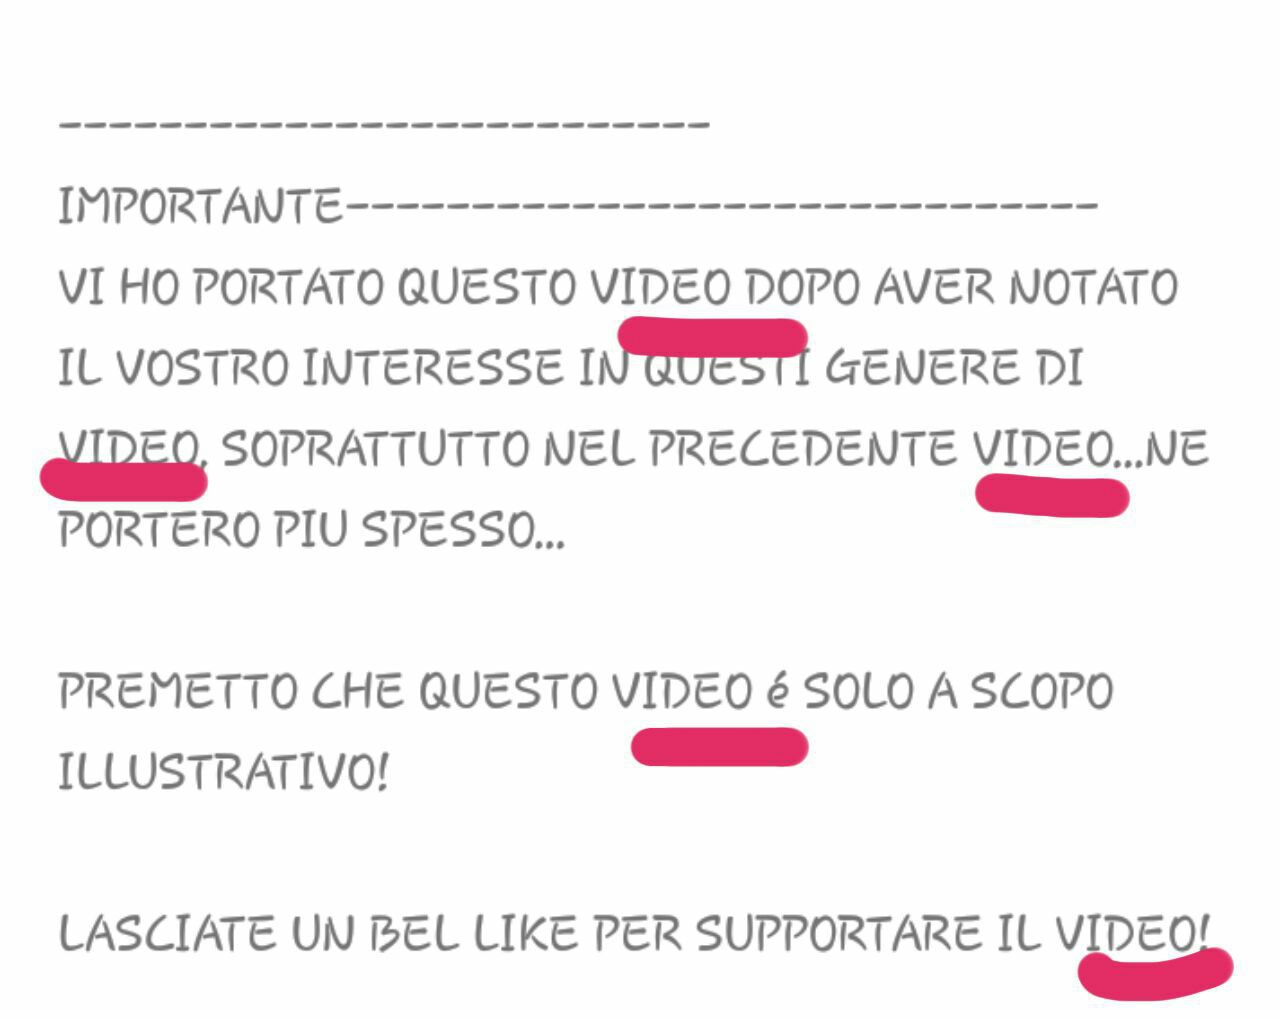 --------------------------
IMPORTANTE------------------------------
VI HO PORTATO QUESTO VIDEO DOPO AVER NOTATO
IL VOSTRO INTERESSE IN QUESTI GENERE DI
VIDEO, SOPRATTUTTO NEL PRECEDENTE VIDEO...NE
PORTERO PIU SPESSO...
PREMETTO CHE QUESTO VIDEO é SOLO A SCOPO
ILLUSTRATIVO!
LASCIATE UN BEL LIKE PER SUPPORTARE IL VIDEO!